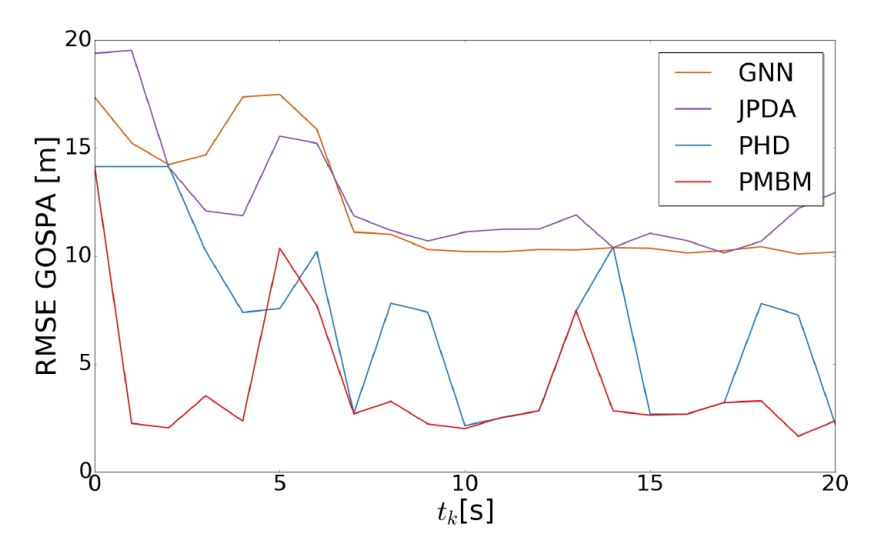 20
15
10
5
0
RMSE GOSPA [m]
GNN
JPDA
PHD
PMBM
0 5 10 15 20
t_k[s]